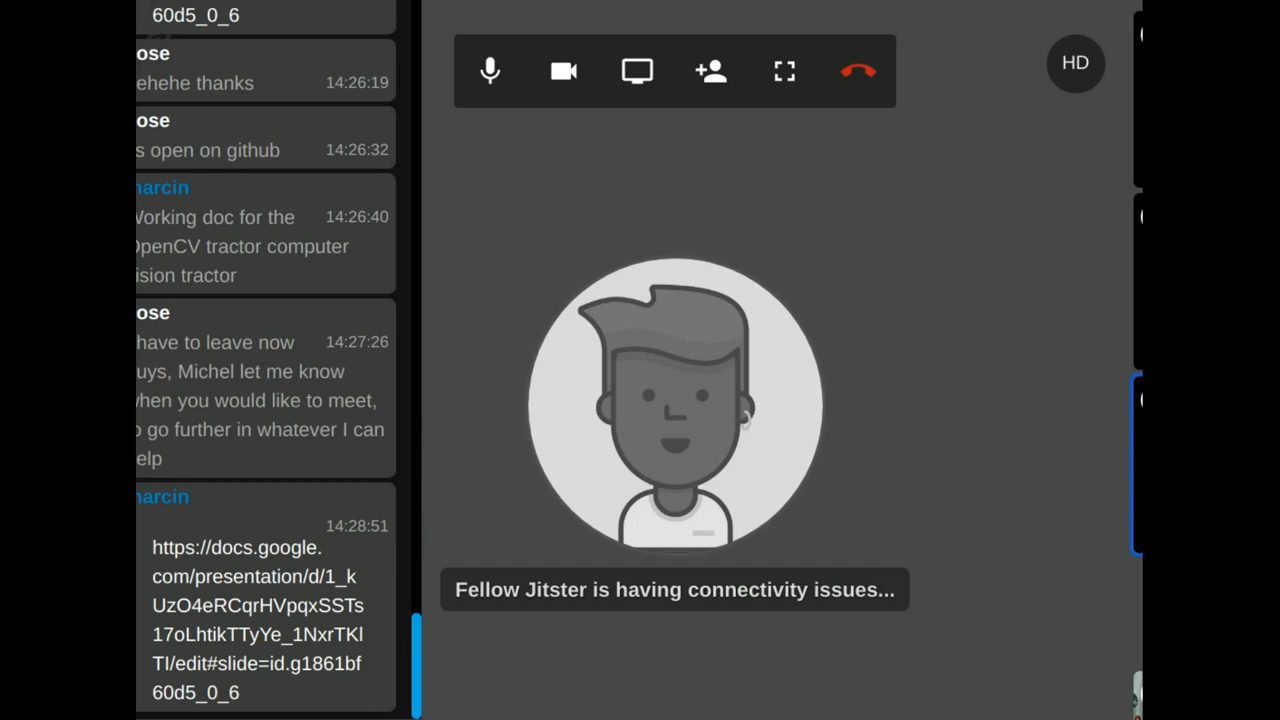 60d5_0_6
ose
ehehe thanks 14:26:19
ose
s open on github 14:26:32
arcin
orking doc for the 14:26:40
OpenCV tractor computer
ision tractor
ose
have to leave now 14:27:26
uys, Michel let me know
hen you would like to meet,
o go further in whatever I can
elp
arcin
14:28:51
https://docs.google.
com/presentation/d/1_k
UzO4eRCqrHVpqxSSTs
17oLhtikTTyYe_1NxrTKl
TI/edit#slide=id.g1861bf
60d5_0_6
HD
Fellow Jitster is having connectivity issues...